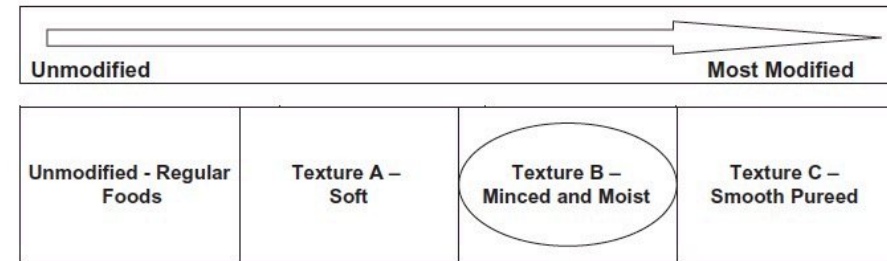 Unmodified
Most Modified
Unmodified - Regular
Foods
Texture A –
Soft
Texture B –
Minced and Moist
Texture C –
Smooth Pureed